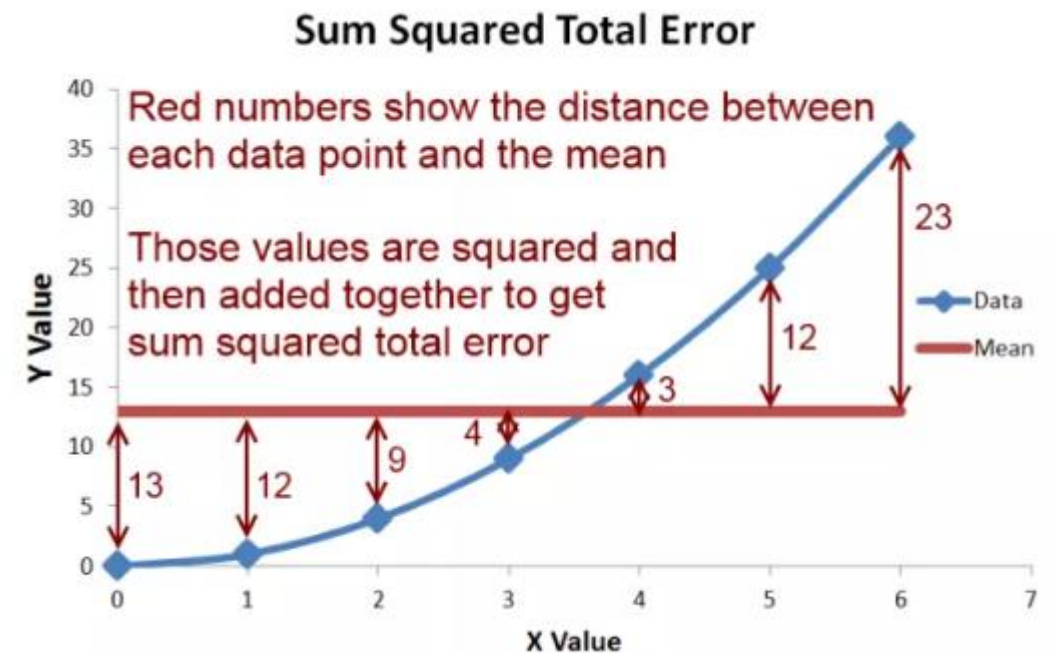 Sum Squared Total Error
40
Red numbers show the distance between
each data point and the mean
35
30
Those values are squared and
then added together to get
sum squared total error
25
20
15
10
5
0
Y Value
13
12
9
4
3
12
23
Data
Mean
0 1 2 3 4 5 6 7
X Value